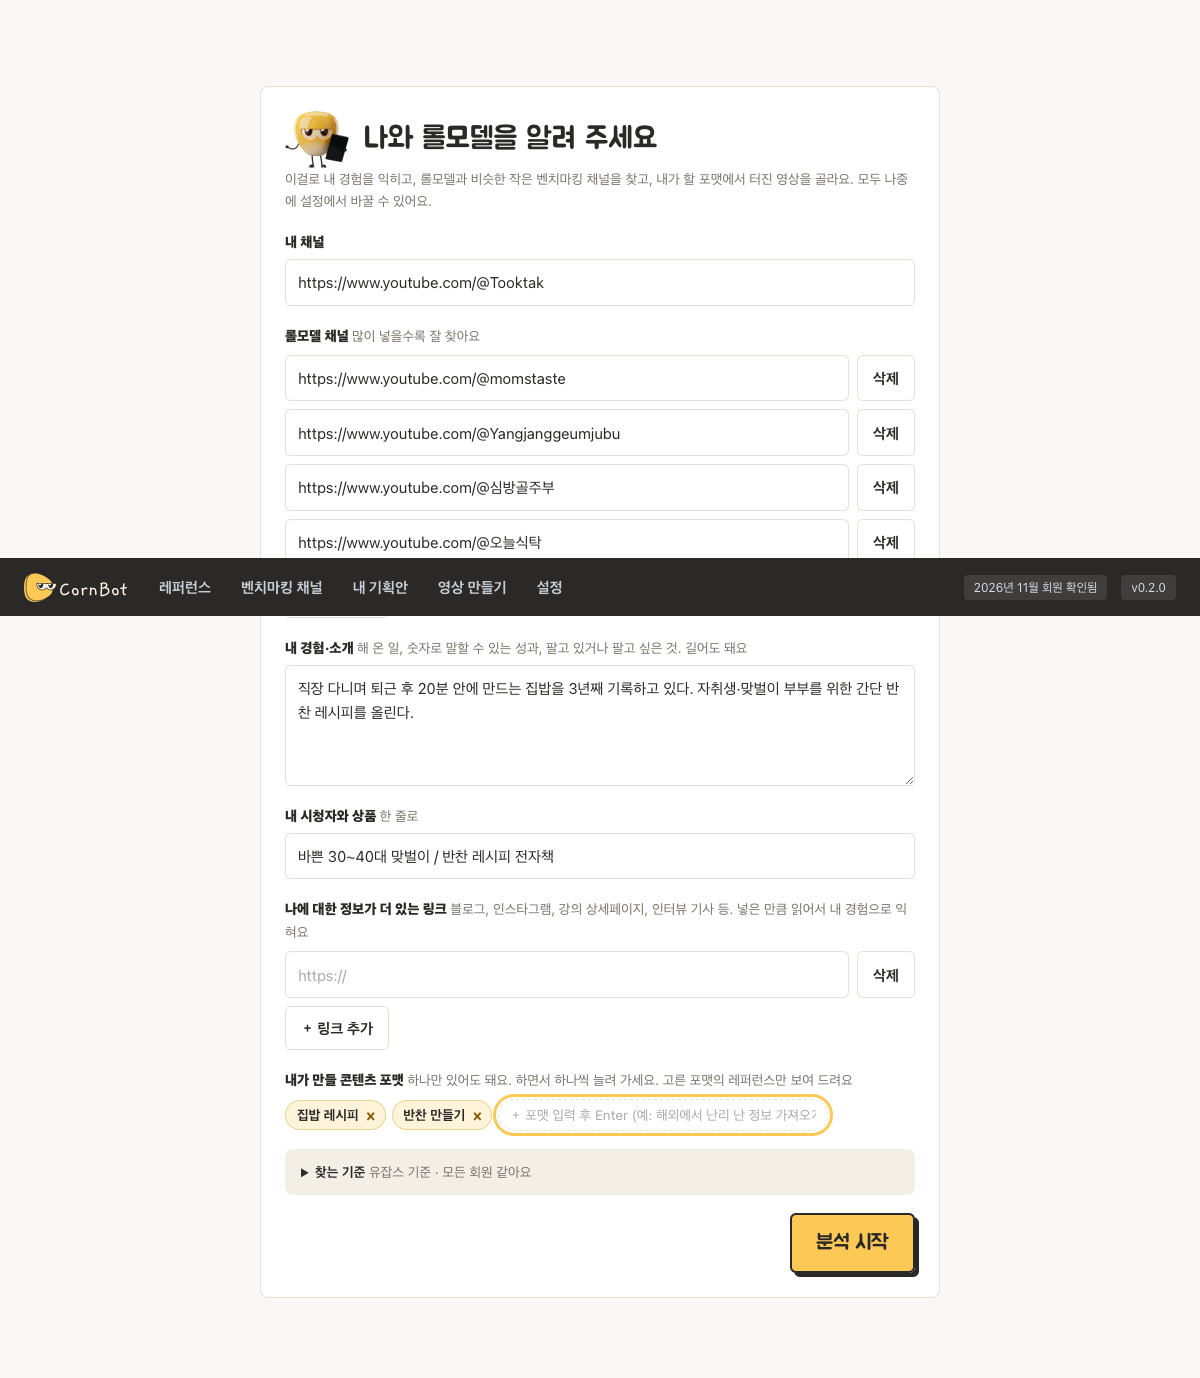 나와 롤모델을 알려 주세요
이걸로 내 경험을 익히고, 롤모델과 비슷한 작은 벤치마킹 채널을 찾고, 내가 할 포맷에서 터진 영상을 골라요. 모두 나중
에 설정에서 바꿀 수 있어요.
내 채널
https://www.youtube.com/@Tooktak
롤모델 채널 많이 넣을수록 잘 찾아요
https://www.youtube.com/@momstaste 삭제
https://www.youtube.com/@Yangjanggeumjubu 삭제
https://www.youtube.com/@심방골주부 삭제
https://www.youtube.com/@오늘식탁 삭제
CornBot 레퍼런스 벤치마킹 채널 내 기획안 영상 만들기 설정 2026년 11월 회원 확인됨 v0.2.0
내 경험·소개 해 온 일, 숫자로 말할 수 있는 성과, 팔고 있거나 팔고 싶은 것. 길어도 돼요
직장 다니며 퇴근 후 20분 안에 만드는 집밥을 3년째 기록하고 있다. 자취생·맞벌이 부부를 위한 간단 반
찬 레시피를 올린다.
내 시청자와 상품 한 줄로
바쁜 30~40대 맞벌이 / 반찬 레시피 전자책
나에 대한 정보가 더 있는 링크 블로그, 인스타그램, 강의 상세페이지, 인터뷰 기사 등. 넣은 만큼 읽어서 내 경험으로 익
혀요
https:// 삭제
+ 링크 추가
내가 만들 콘텐츠 포맷 하나만 있어도 돼요. 하면서 하나씩 늘려 가세요. 고른 포맷의 레퍼런스만 보여 드려요
집밥 레시피 × 반찬 만들기 × + 포맷 입력 후 Enter (예: 해외에서 난리 난 정보 가져오기
▶ 찾는 기준 유잡스 기준 · 모든 회원 같아요
분석 시작